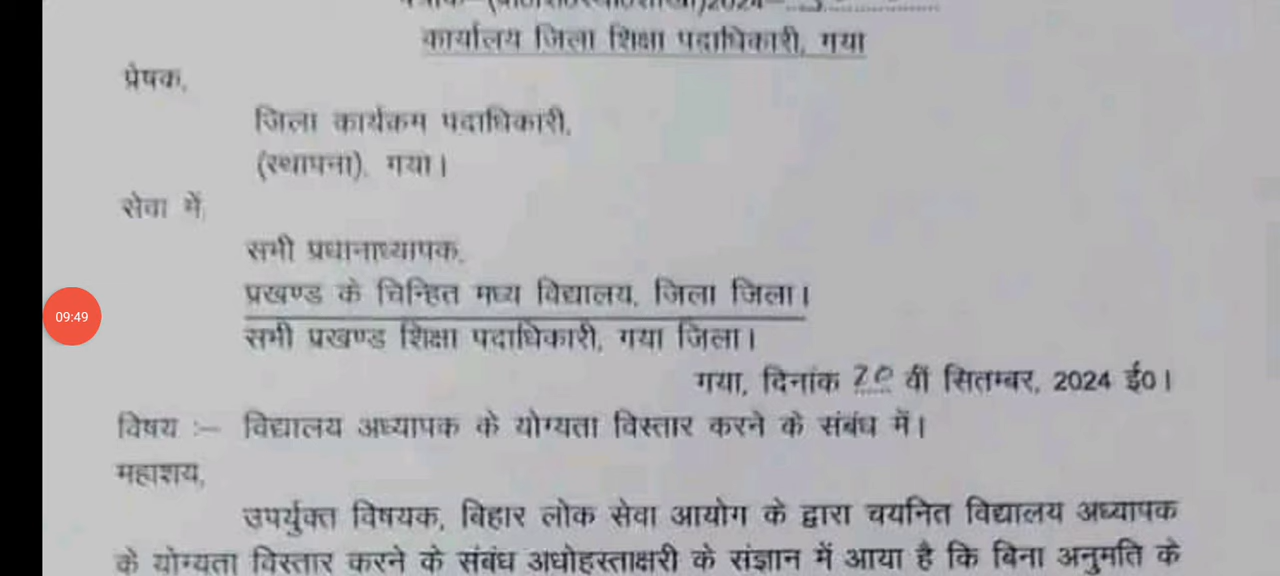 कार्यालय जिला शिक्षा पदाधिकारी, गया
प्रेषक,
जिला कार्यक्रम पदाधिकारी,
(स्थापना), गया।
सेवा में,
सभी प्रधानाध्यापक,
प्रखण्ड के चिन्हित मध्य विद्यालय, जिला जिला।
सभी प्रखण्ड शिक्षा पदाधिकारी, गया जिला।
09:49
गया, दिनांक 20 वीं सितम्बर, 2024 ई0।
विषय :– विद्यालय अध्यापक के योग्यता विस्तार करने के संबंध में।
महाशय,
उपर्युक्त विषयक, बिहार लोक सेवा आयोग के द्वारा चयनित विद्यालय अध्यापक
के योग्यता विस्तार करने के संबंध अधोहस्ताक्षरी के संज्ञान में आया है कि बिना अनुमति के